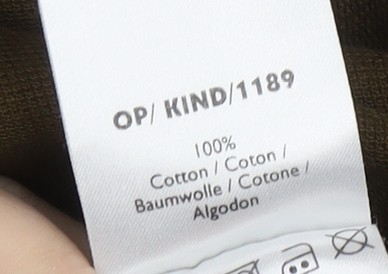 OP/ KIND/1189
100%
Cotton / Coton /
Baumwolle / Cotone /
Algodon